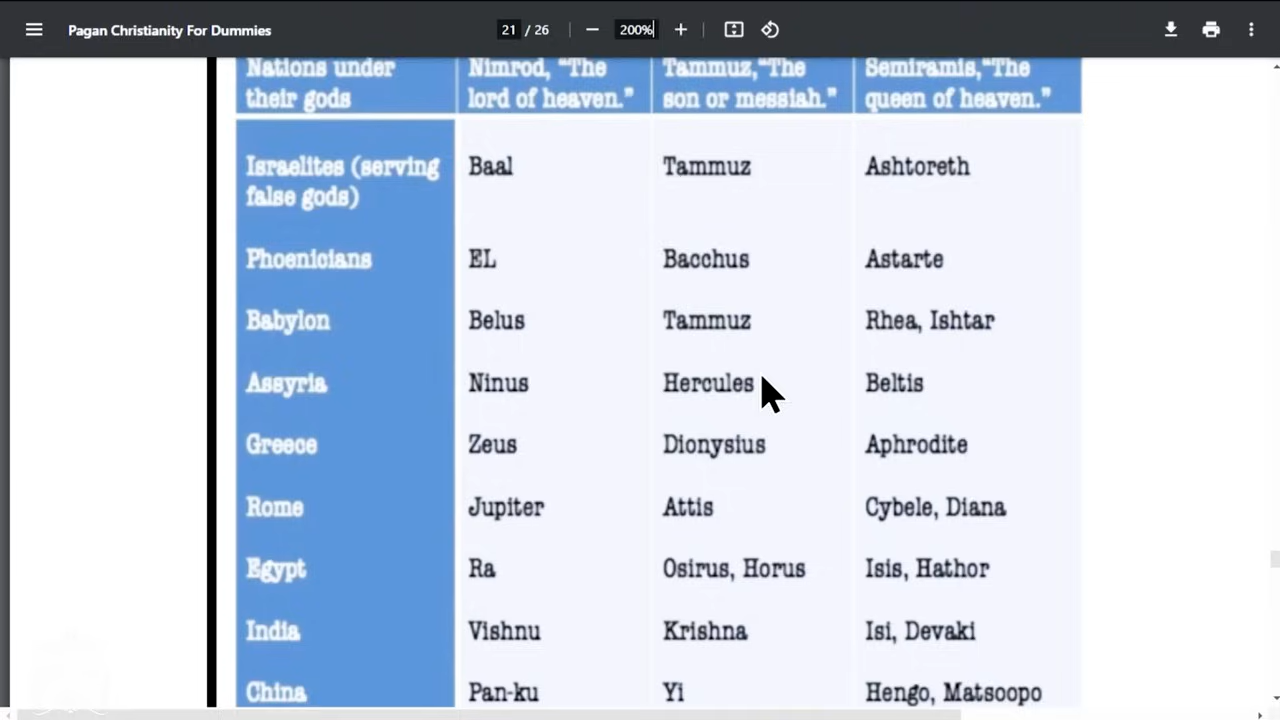 Pagan Christianity For Dummies
21 / 26
200%
Nations under their gods
Nimrod, “The lord of heaven.”
Tammuz,“The son or messiah.”
Semiramis,“The queen of heaven.”
Israelites (serving false gods) Baal Tammuz Ashtoreth
Phoenicians EL Bacchus Astarte
Babylon Belus Tammuz Rhea, Ishtar
Assyria Ninus Hercules Beltis
Greece Zeus Dionysius Aphrodite
Rome Jupiter Attis Cybele, Diana
Egypt Ra Osirus, Horus Isis, Hathor
India Vishnu Krishna Isi, Devaki
China Pan-ku Yi Hengo, Matsoopo